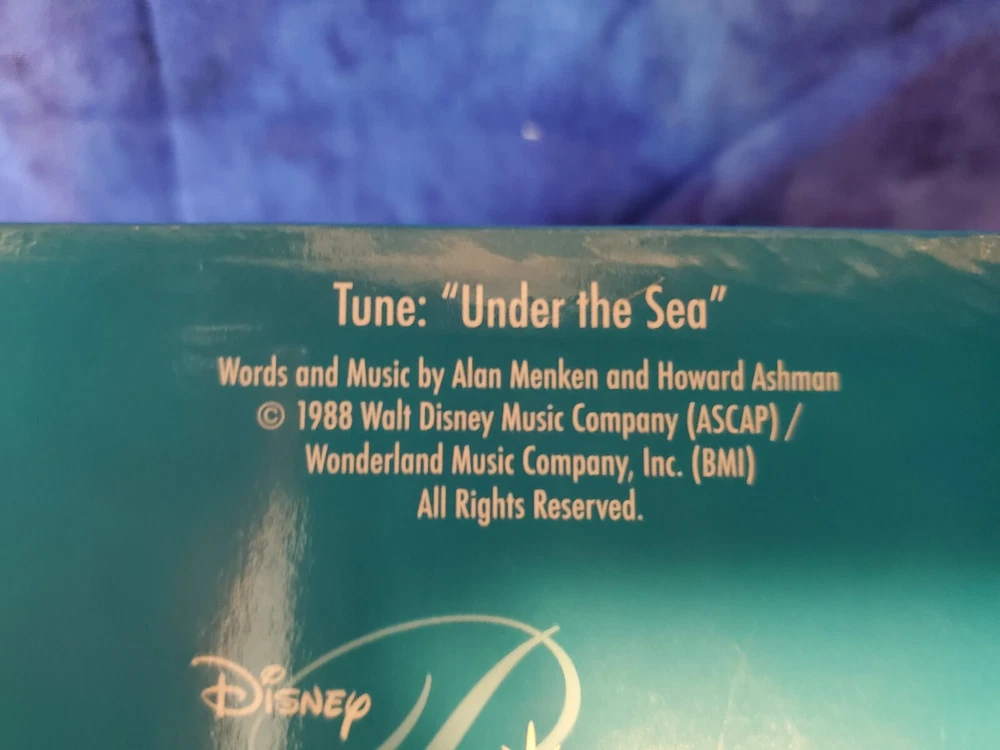 Tune: “Under the Sea”
Words and Music by Alan Menken and Howard Ashman
© 1988 Walt Disney Music Company (ASCAP) /
Wonderland Music Company, Inc. (BMI)
All Rights Reserved.
DISNEY